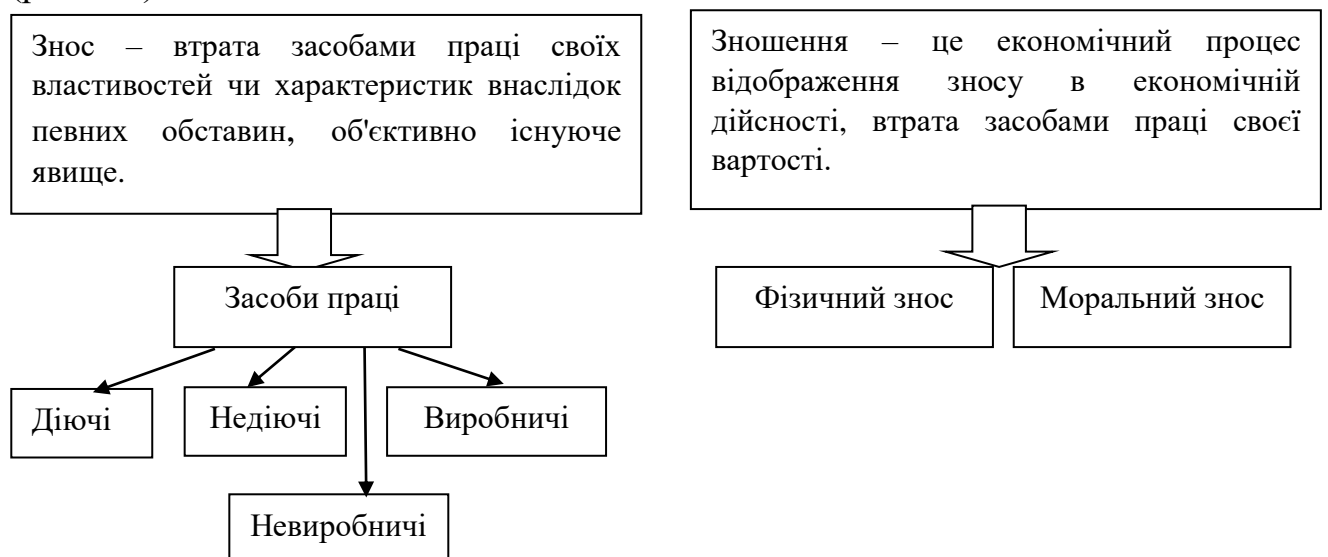 Знос – втрата засобами праці своїх
властивостей чи характеристик внаслідок
певних обставин, об'єктивно існуюче
явище.
Зношення – це економічний процес
відображення зносу в економічній
дійсності, втрата засобами праці своєї
вартості.
Засоби праці
Фізичний знос
Моральний знос
Діючі
Недіючі
Виробничі
Невиробничі